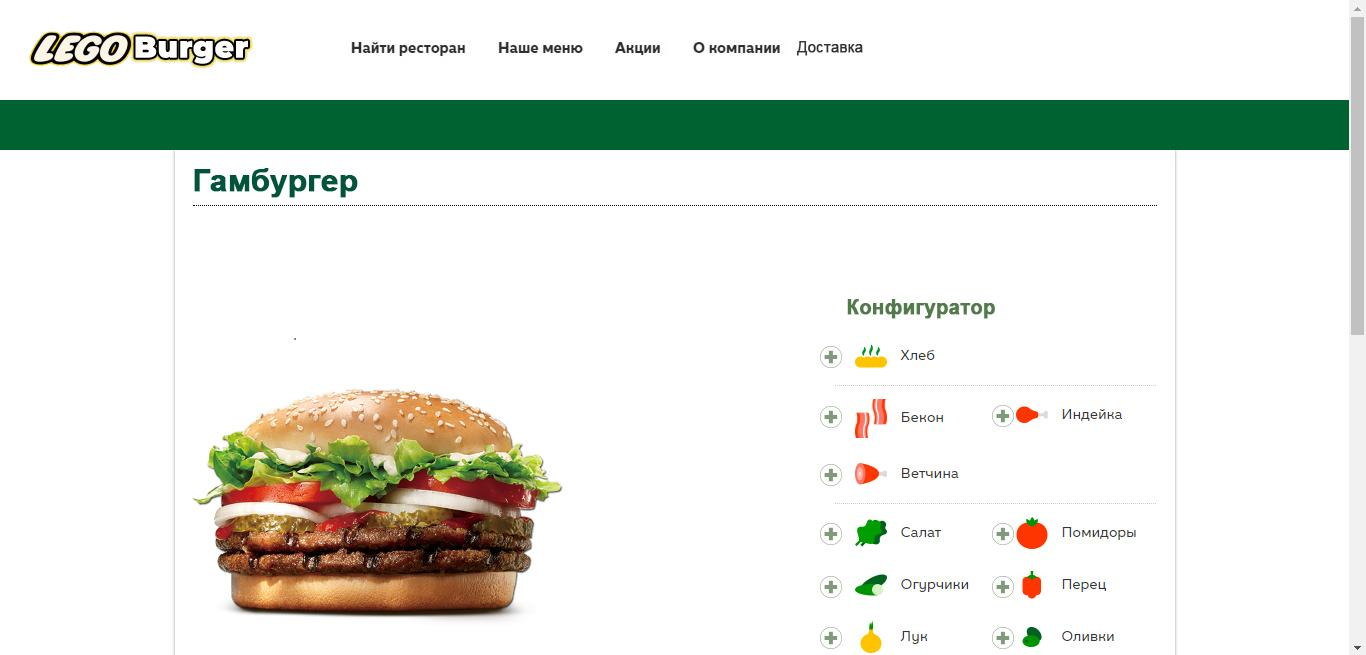 LEGO Burger
Найти ресторан Наше меню Акции О компании Доставка
Гамбургер
Конфигуратор
Хлеб
Бекон Индейка
Ветчина
Салат Помидоры
Огурчики Перец
Лук Оливки